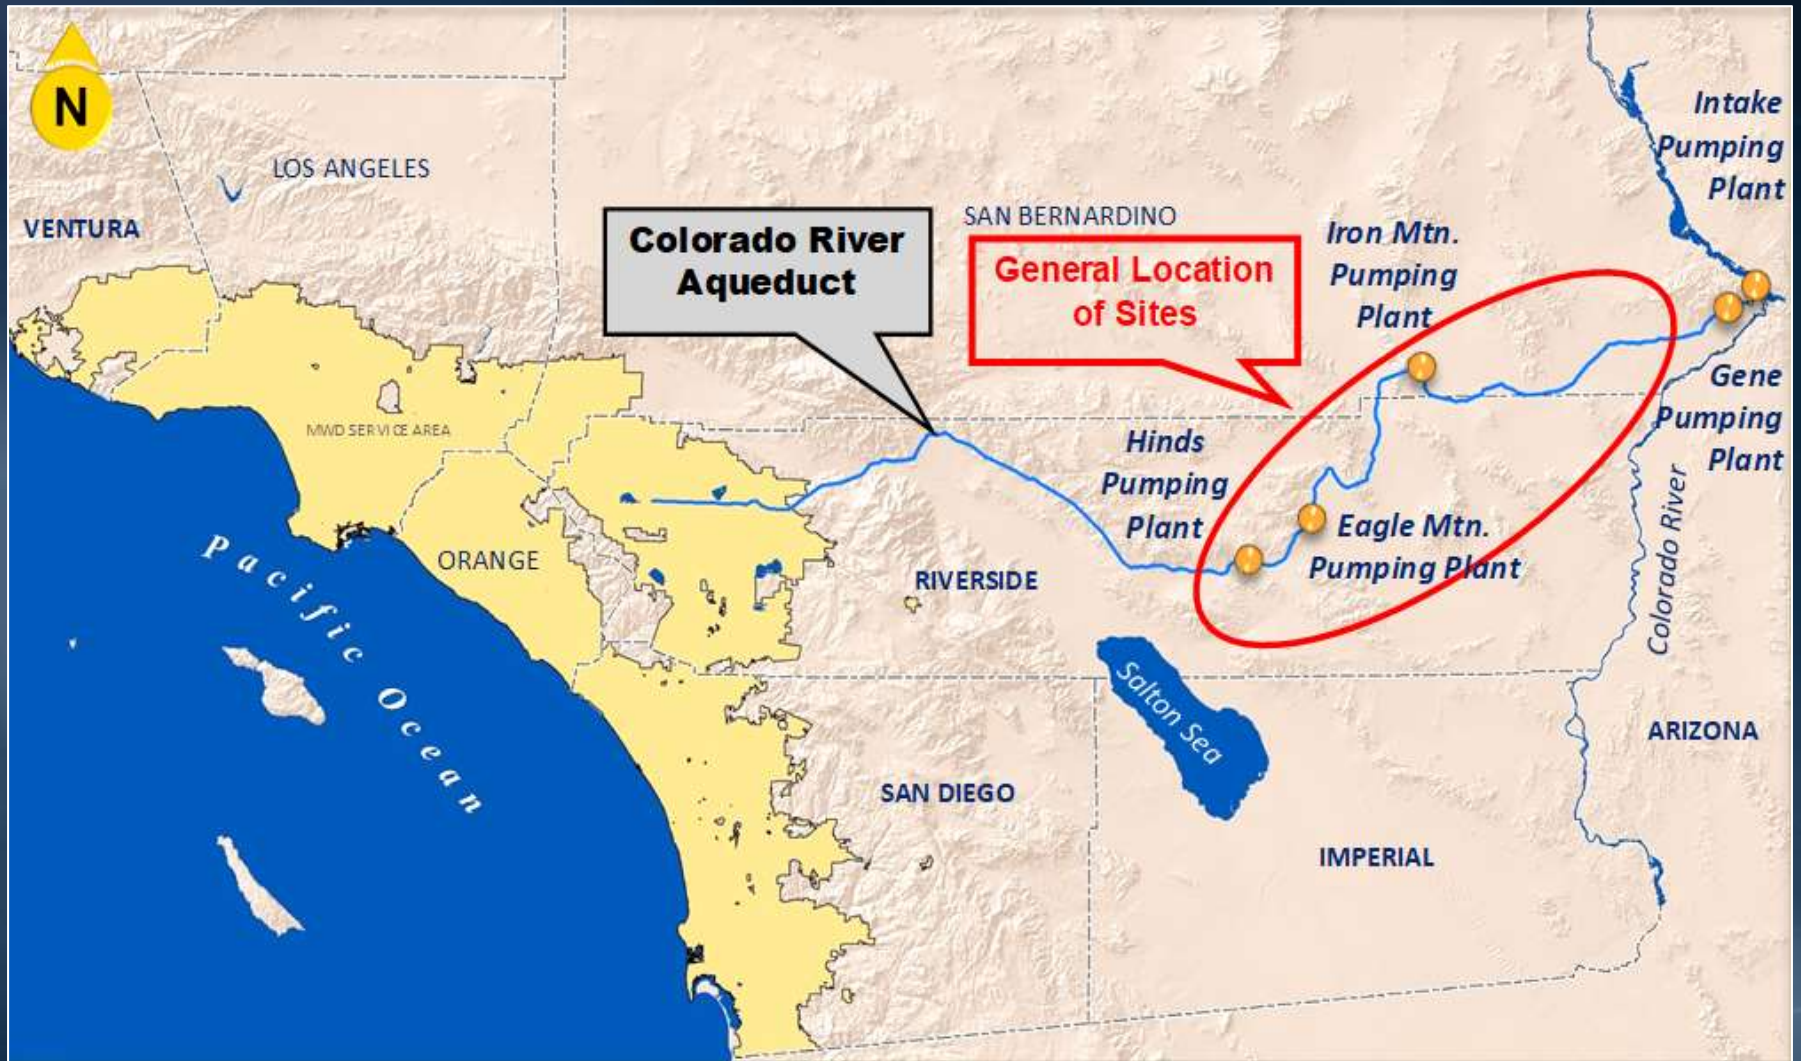 N
LOS ANGELES
VENTURA
Colorado River
Aqueduct
SAN BERNARDINO
General Location
of Sites
Iron Mtn.
Pumping
Plant
Intake
Pumping
Plant
Gene
Pumping
Plant
MWD SERVICE AREA
Hinds
Pumping
Plant
Eagle Mtn.
Pumping Plant
Colorado River
ORANGE
RIVERSIDE
Pacific Ocean
Salton Sea
ARIZONA
SAN DIEGO
IMPERIAL